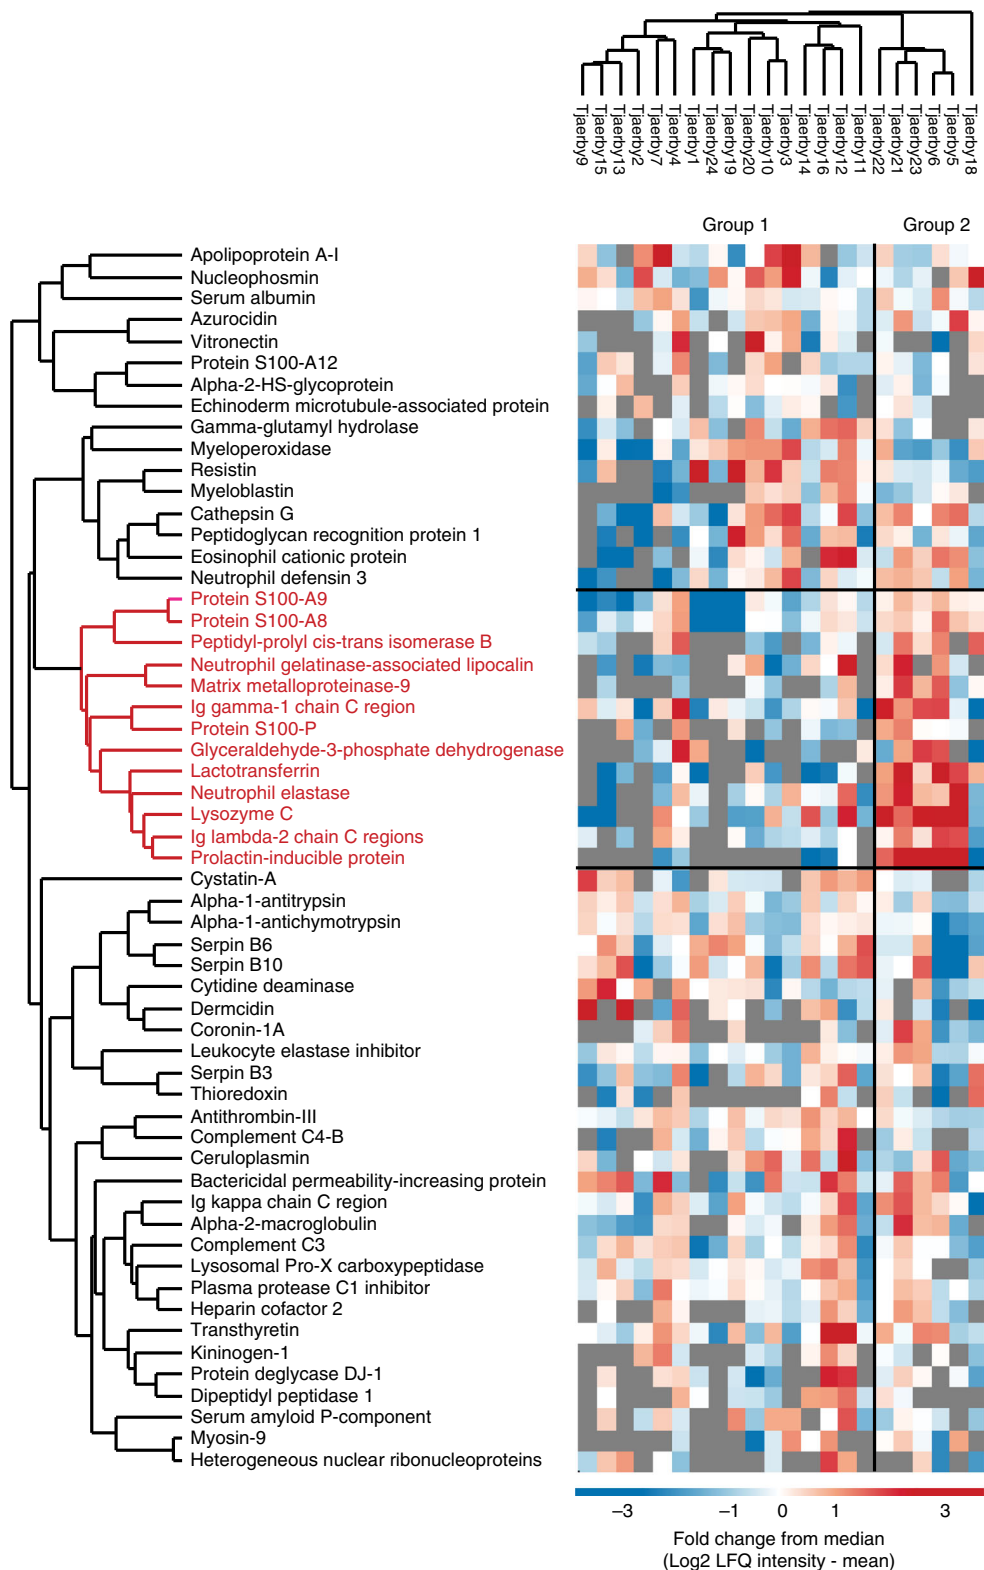 Tjaerby9
Tjaerby15
Tjaerby13
Tjaerby2
Tjaerby7
Tjaerby4
Tjaerby1
Tjaerby24
Tjaerby19
Tjaerby20
Tjaerby10
Tjaerby3
Tjaerby14
Tjaerby16
Tjaerby12
Tjaerby11
Tjaerby22
Tjaerby21
Tjaerby23
Tjaerby6
Tjaerby5
Tjaerby18
Group 1
Group 2
Apolipoprotein A-I
Nucleophosmin
Serum albumin
Azurocidin
Vitronectin
Protein S100-A12
Alpha-2-HS-glycoprotein
Echinoderm microtubule-associated protein
Gamma-glutamyl hydrolase
Myeloperoxidase
Resistin
Myeloblastin
Cathepsin G
Peptidoglycan recognition protein 1
Eosinophil cationic protein
Neutrophil defensin 3
Protein S100-A9
Protein S100-A8
Peptidyl-prolyl cis-trans isomerase B
Neutrophil gelatinase-associated lipocalin
Matrix metalloproteinase-9
Ig gamma-1 chain C region
Protein S100-P
Glyceraldehyde-3-phosphate dehydrogenase
Lactotransferrin
Neutrophil elastase
Lysozyme C
Ig lambda-2 chain C regions
Prolactin-inducible protein
Cystatin-A
Alpha-1-antitrypsin
Alpha-1-antichymotrypsin
Serpin B6
Serpin B10
Cytidine deaminase
Dermcidin
Coronin-1A
Leukocyte elastase inhibitor
Serpin B3
Thioredoxin
Antithrombin-III
Complement C4-B
Ceruloplasmin
Bactericidal permeability-increasing protein
Ig kappa chain C region
Alpha-2-macroglobulin
Complement C3
Lysosomal Pro-X carboxypeptidase
Plasma protease C1 inhibitor
Heparin cofactor 2
Transthyretin
Kininogen-1
Protein deglycase DJ-1
Dipeptidyl peptidase 1
Serum amyloid P-component
Myosin-9
Heterogeneous nuclear ribonucleoproteins
−3 −1 0 1 3
Fold change from median
(Log2 LFQ intensity - mean)